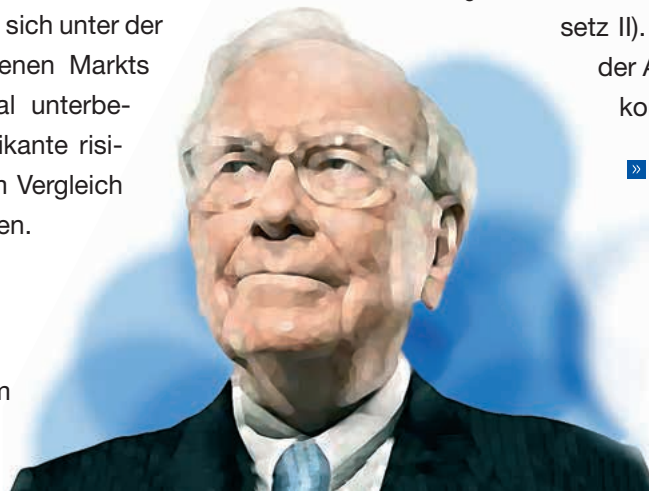 sich unter der
enen Markts
al unterbe-
ikante risi-
n Vergleich
en.
m
setz II).
der A
ko
»